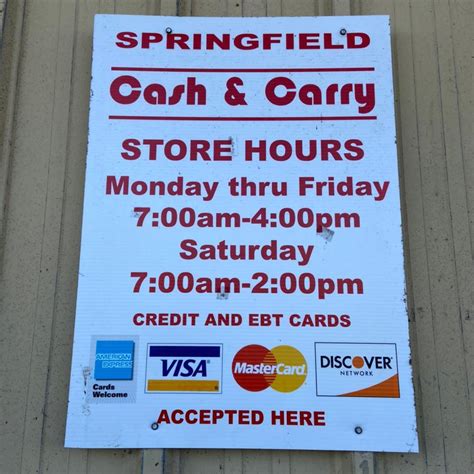 SPRINGFIELD
Cash & Carry
STORE HOURS
Monday thru Friday
7:00am-4:00pm
Saturday
7:00am-2:00pm
CREDIT AND EBT CARDS
AMERICAN EXPRESS
Cards Welcome
VISA
MasterCard
DISCOVER
NETWORK
ACCEPTED HERE